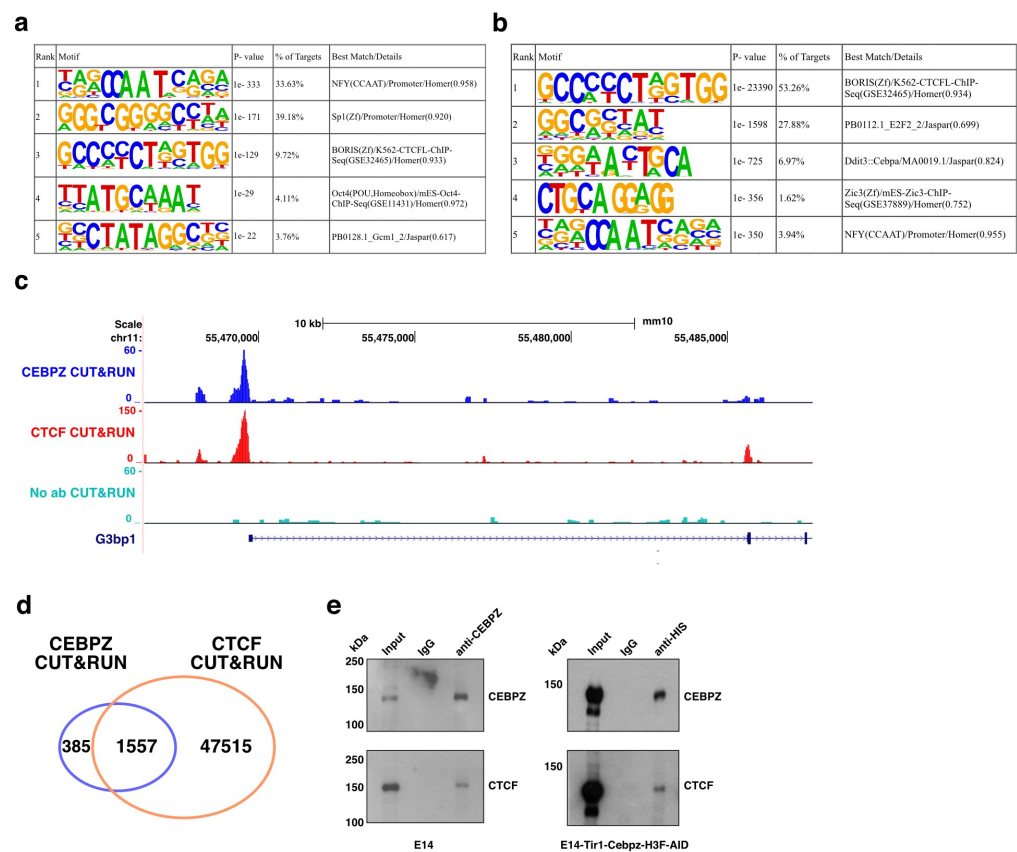 a
Rank Motif P- value % of Targets Best Match/Details
1 1e- 333 33.63% NFY(CCAAT)/Promoter/Homer(0.958)
2 1e- 171 39.18% Sp1(Zf)/Promoter/Homer(0.920)
3 GCCCCCTAGTGG 1e-129 9.72% BORIS(Zf)/K562-CTCFL-ChIP-
Seq(GSE32465)/Homer(0.933)
4 TTATGCAAAT 1e-29 4.11% Oct4(POU,Homeobox)/mES-Oct4-
ChIP-Seq(GSE11431)/Homer(0.972)
5 1e- 22 3.76% PB0128.1_Gcm1_2/Jaspar(0.617)
b
Rank Motif P- value % of Targets Best Match/Details
1 1e- 23390 53.26% BORIS(Zf)/K562-CTCFL-ChIP-
Seq(GSE32465)/Homer(0.934)
2 1e- 1598 27.88% PB0112.1_E2F2_2/Jaspar(0.699)
3 1e- 725 6.97% Ddit3::Cebpa/MA0019.1/Jaspar(0.824)
4 CTGCAGGAGG 1e- 356 1.62% Zic3(Zf)/mES-Zic3-ChIP-
Seq(GSE37889)/Homer(0.752)
5 1e- 350 3.94% NFY(CCAAT)/Promoter/Homer(0.955)
c
Scale 10 kb mm10
chr11: 55,470,000 55,475,000 55,480,000 55,485,000
60 -
CEBPZ CUT&RUN
0
150 -
CTCF CUT&RUN
0
60 -
No ab CUT&RUN
0
G3bp1
d
CEBPZ
CUT&RUN
CTCF
CUT&RUN
385 1557 47515
e
kDa Input IgG anti-CEBPZ
250
150
100
CEBPZ
250
150
100
CTCF
E14
kDa Input IgG anti-HIS
150
CEBPZ
150
CTCF
E14-Tir1-Cebpz-H3F-AID